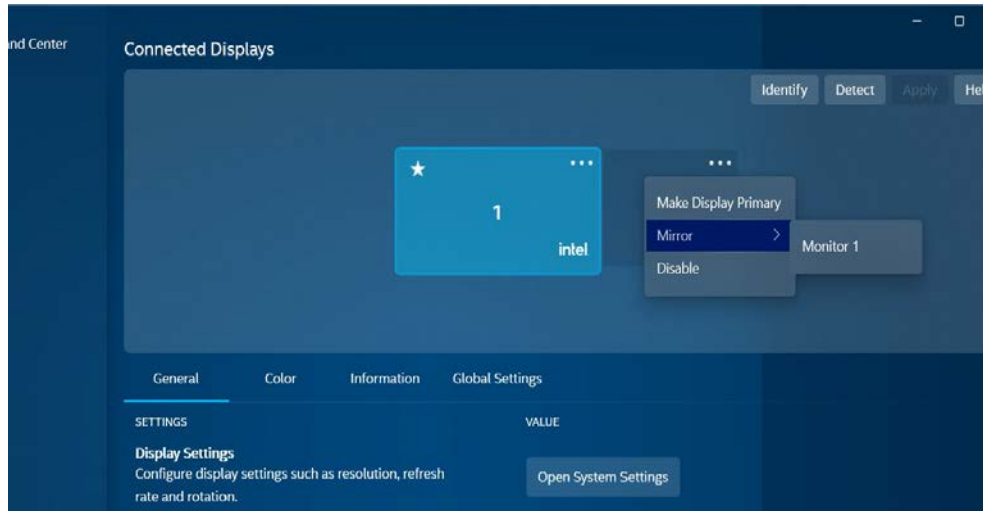 and Center
Connected Displays
Identify Detect Apply Hel
1
intel
Make Display Primary
Mirror
Monitor 1
Disable
General Color Information Global Settings
SETTINGS VALUE
Display Settings
Configure display settings such as resolution, refresh
rate and rotation.
Open System Settings